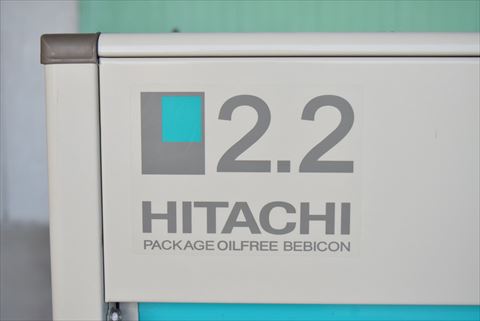 2.2
HITACHI
PACKAGE OILFREE BEBICON